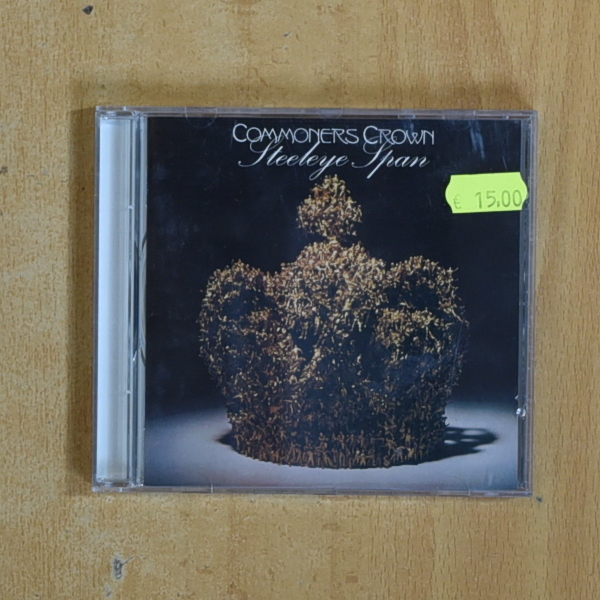 COMMONERS CROWN
Steeleye Span
€ 15.00